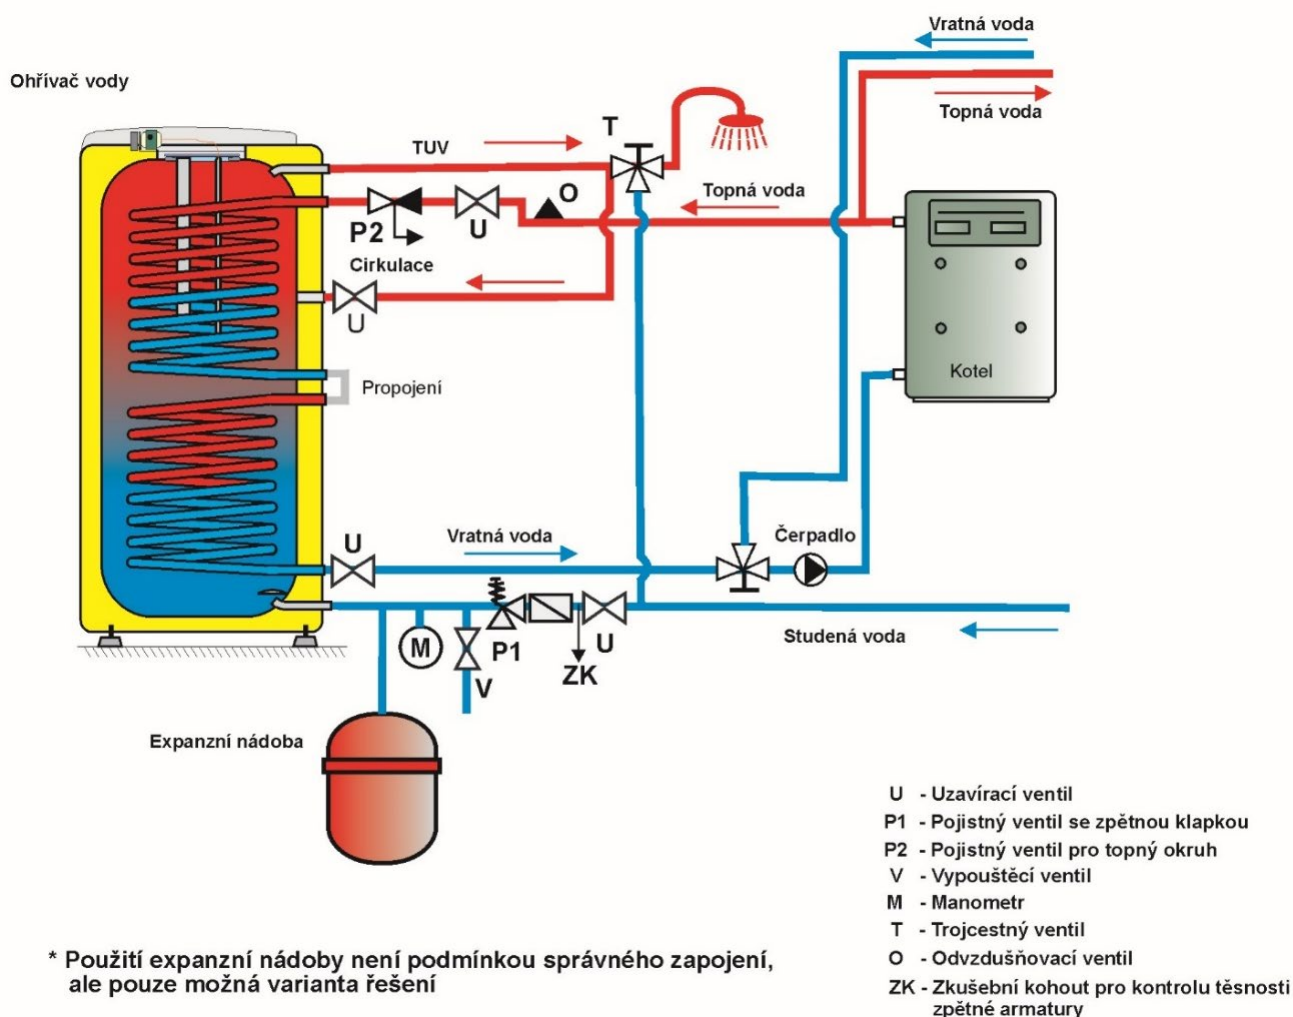 Vratná voda
Ohřívač vody
Topná voda
T
TUV
Topná voda
O
P2
U
Cirkulace
U
Kotel
Propojení
U
Vratná voda
Čerpadlo
Studená voda
M
P1
U
ZK
V
Expanzní nádoba
U - Uzavírací ventil
P1 - Pojistný ventil se zpětnou klapkou
P2 - Pojistný ventil pro topný okruh
V - Vypouštěcí ventil
M - Manometr
T - Trojcestný ventil
O - Odvzdušňovací ventil
ZK - Zkušební kohout pro kontrolu těsnosti
zpětné armatury
* Použití expanzní nádoby není podmínkou správného zapojení,
ale pouze možná varianta řešení